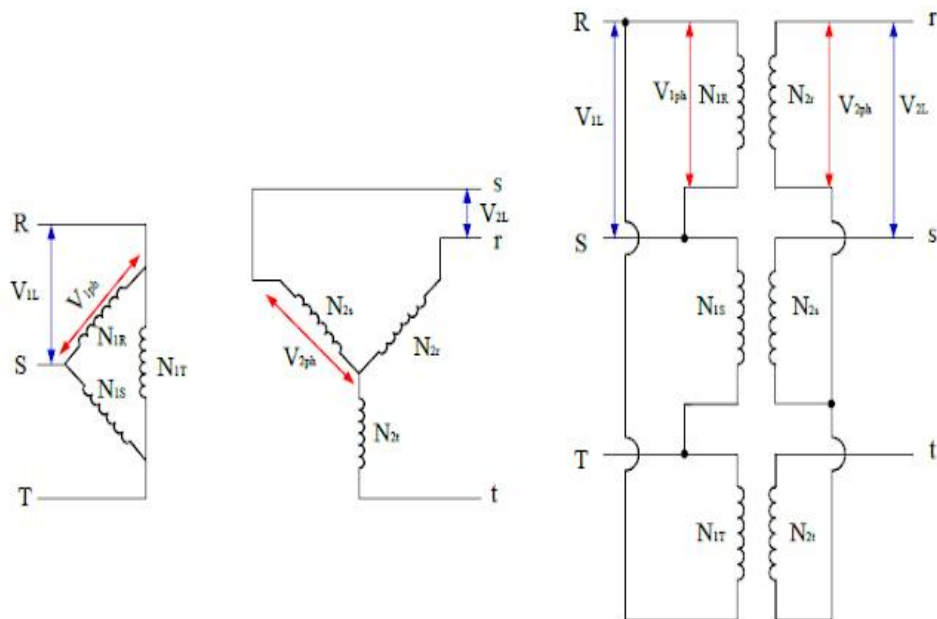 R
V1L
V1ph
N1R
S
N1S
N1T
T
s
V2L
r
N2s
N2r
V2ph
N2t
t
R
r
V1L
V1ph
N1R
N2r
V2ph
V2L
S
s
N1S
N2s
T
t
N1T
N2t